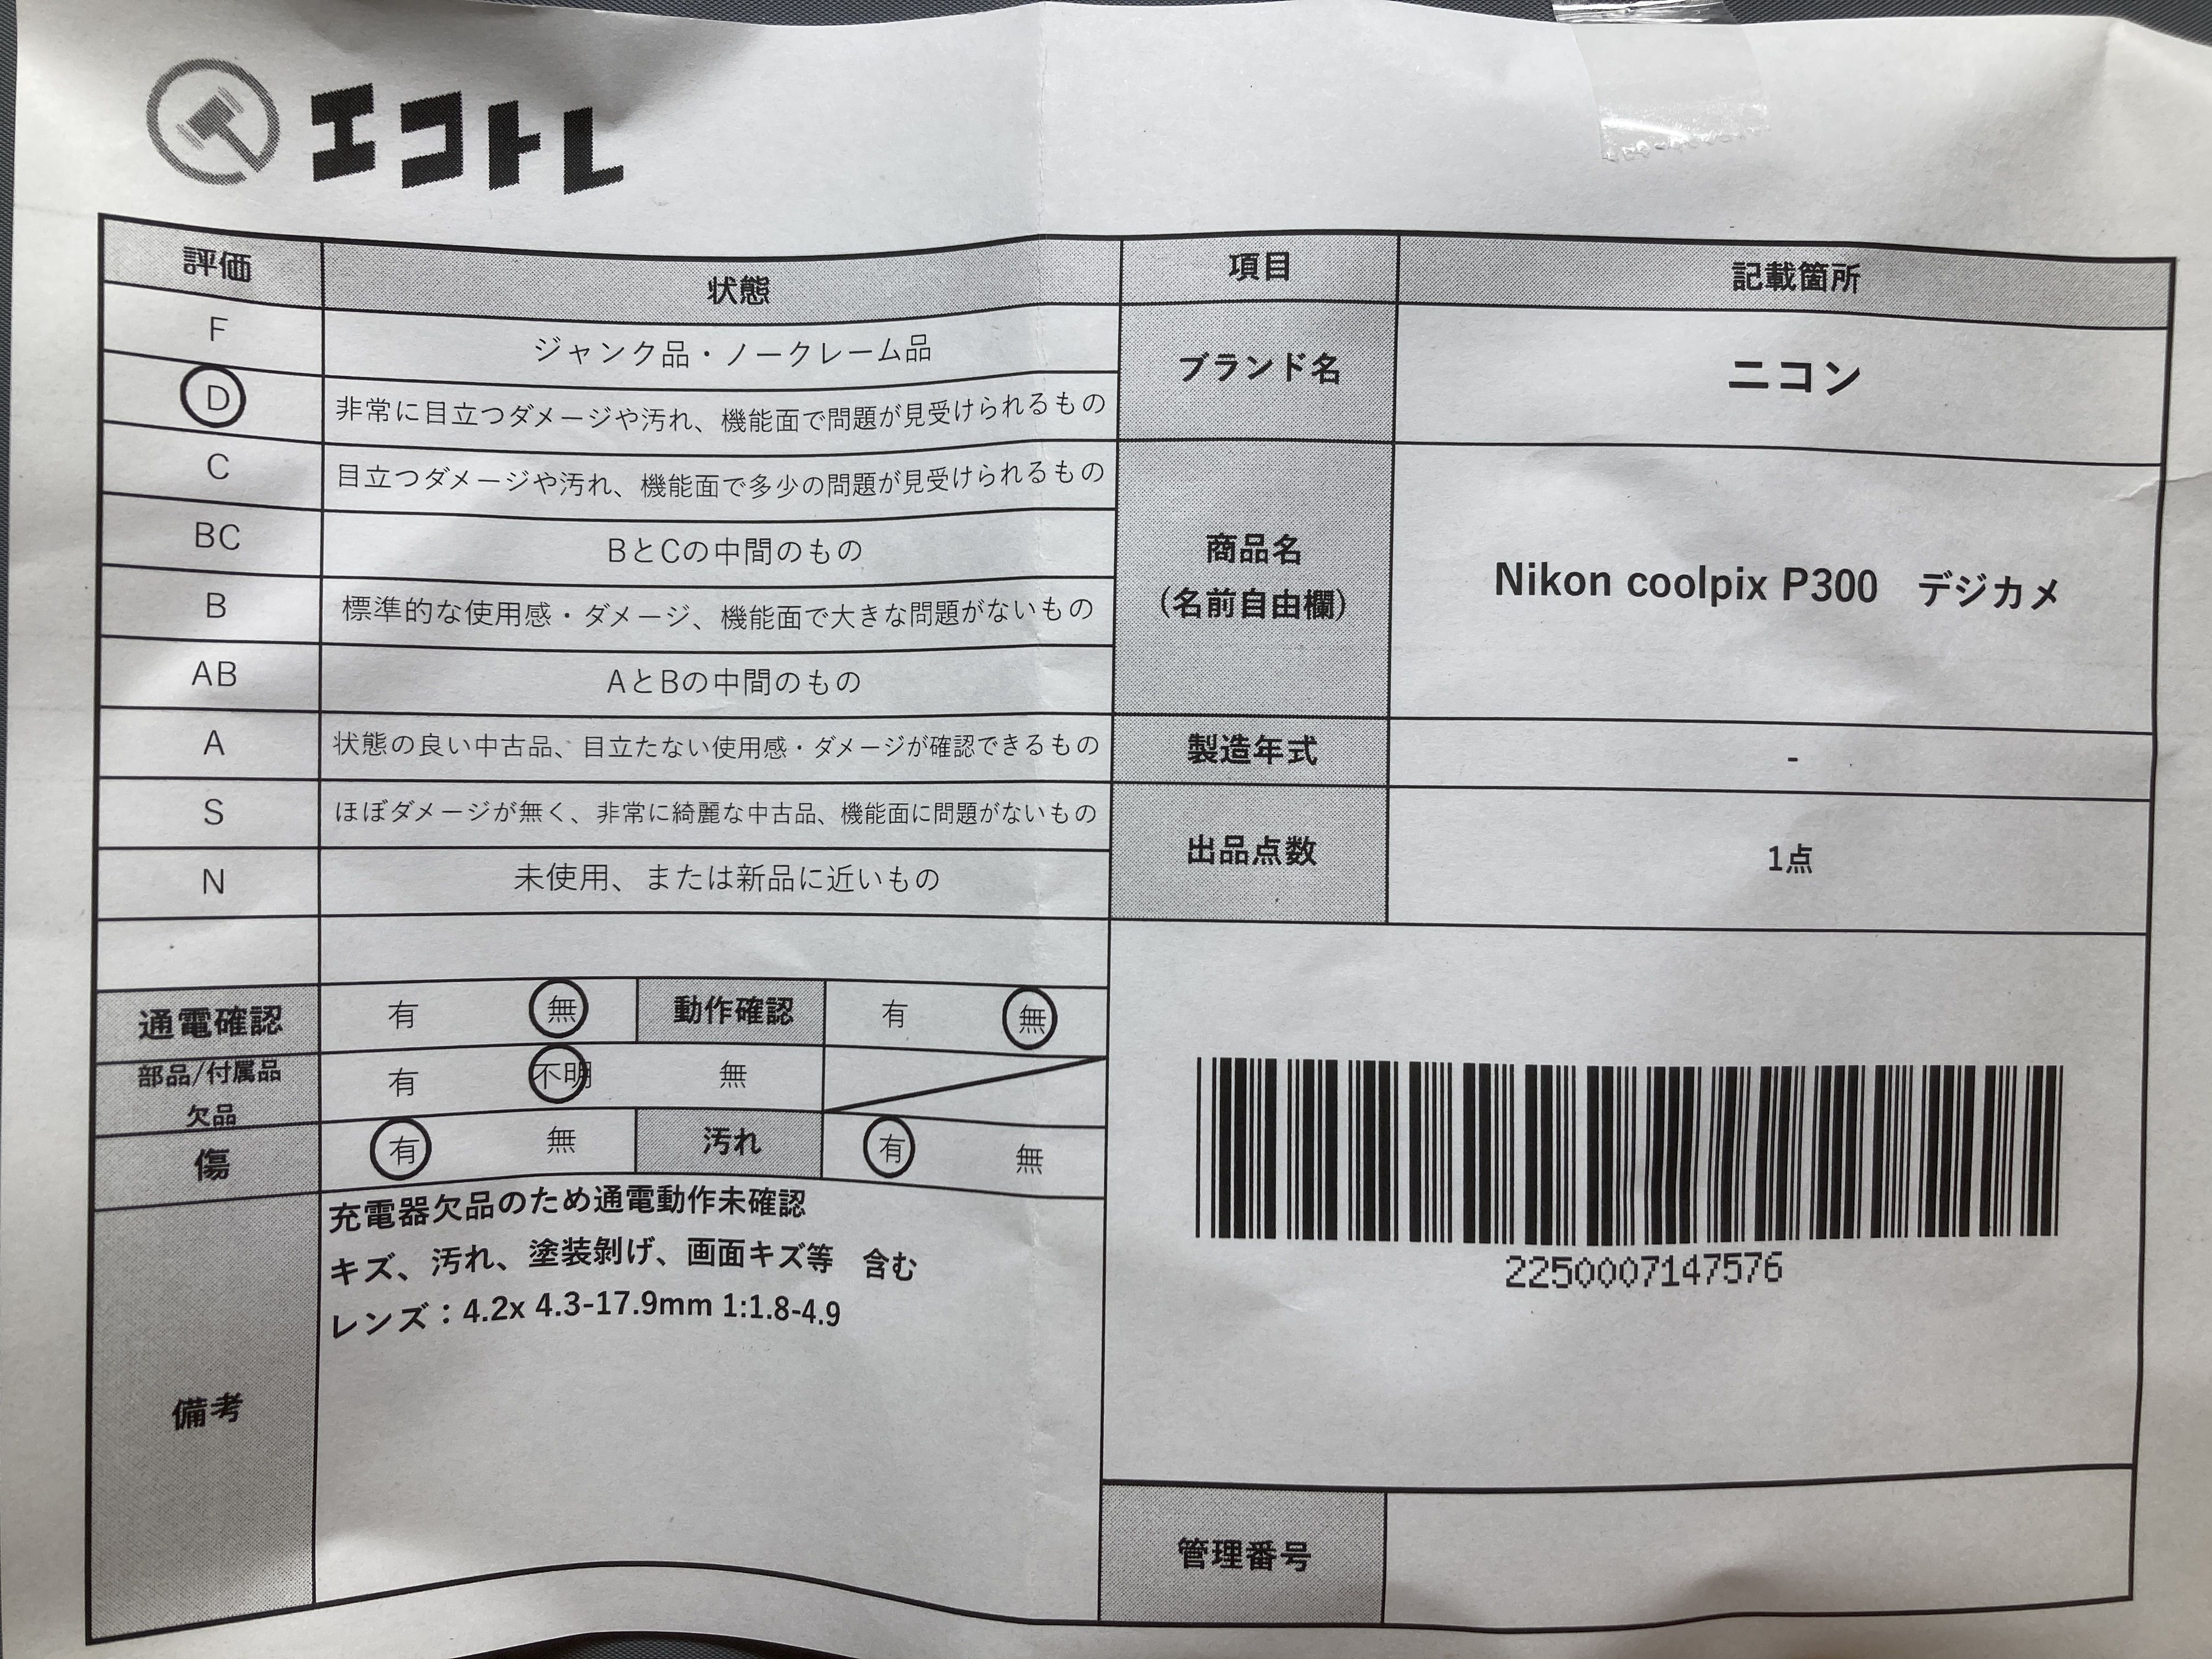 エコトレ
評価 状態
F ジャンク品・ノークレーム品
D 非常に目立つダメージや汚れ、機能面で問題が見受けられるもの
C 目立つダメージや汚れ、機能面で多少の問題が見受けられるもの
BC BとCの中間のもの
B 標準的な使用感・ダメージ、機能面で大きな問題がないもの
AB AとBの中間のもの
A 状態の良い中古品、目立たない使用感・ダメージが確認できるもの
S ほぼダメージが無く、非常に綺麗な中古品、機能面に問題がないもの
N 未使用、または新品に近いもの
通電確認 有 無 動作確認 有 無
部品/付属品
欠品 有 不明 無
傷 有 無 汚れ 有 無
備考
充電器欠品のため通電動作未確認
キズ、汚れ、塗装剝げ、画面キズ等 含む
レンズ：4.2x 4.3-17.9mm 1:1.8-4.9
項目 記載箇所
ブランド名 ニコン
商品名
(名前自由欄) Nikon coolpix P300 デジカメ
製造年式 -
出品点数 1点
2250007147576
管理番号